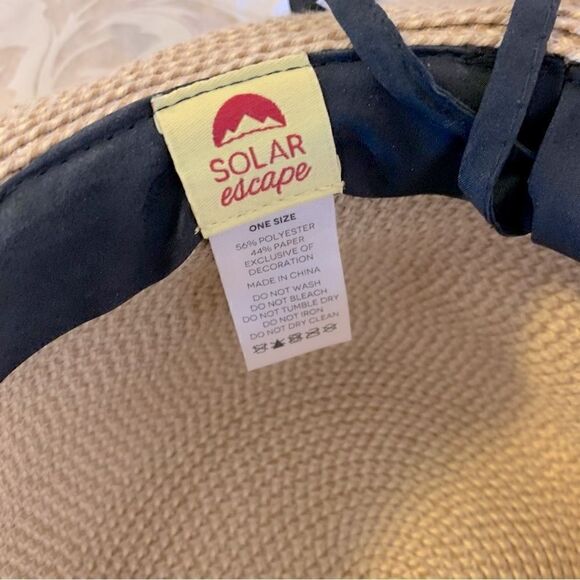 SOLAR
escape
ONE SIZE
56% POLYESTER
44% PAPER
EXCLUSIVE OF
DECORATION
MADE IN CHINA
DO NOT WASH
DO NOT BLEACH
DO NOT TUMBLE DRY
DO NOT IRON
DO NOT DRY CLEAN